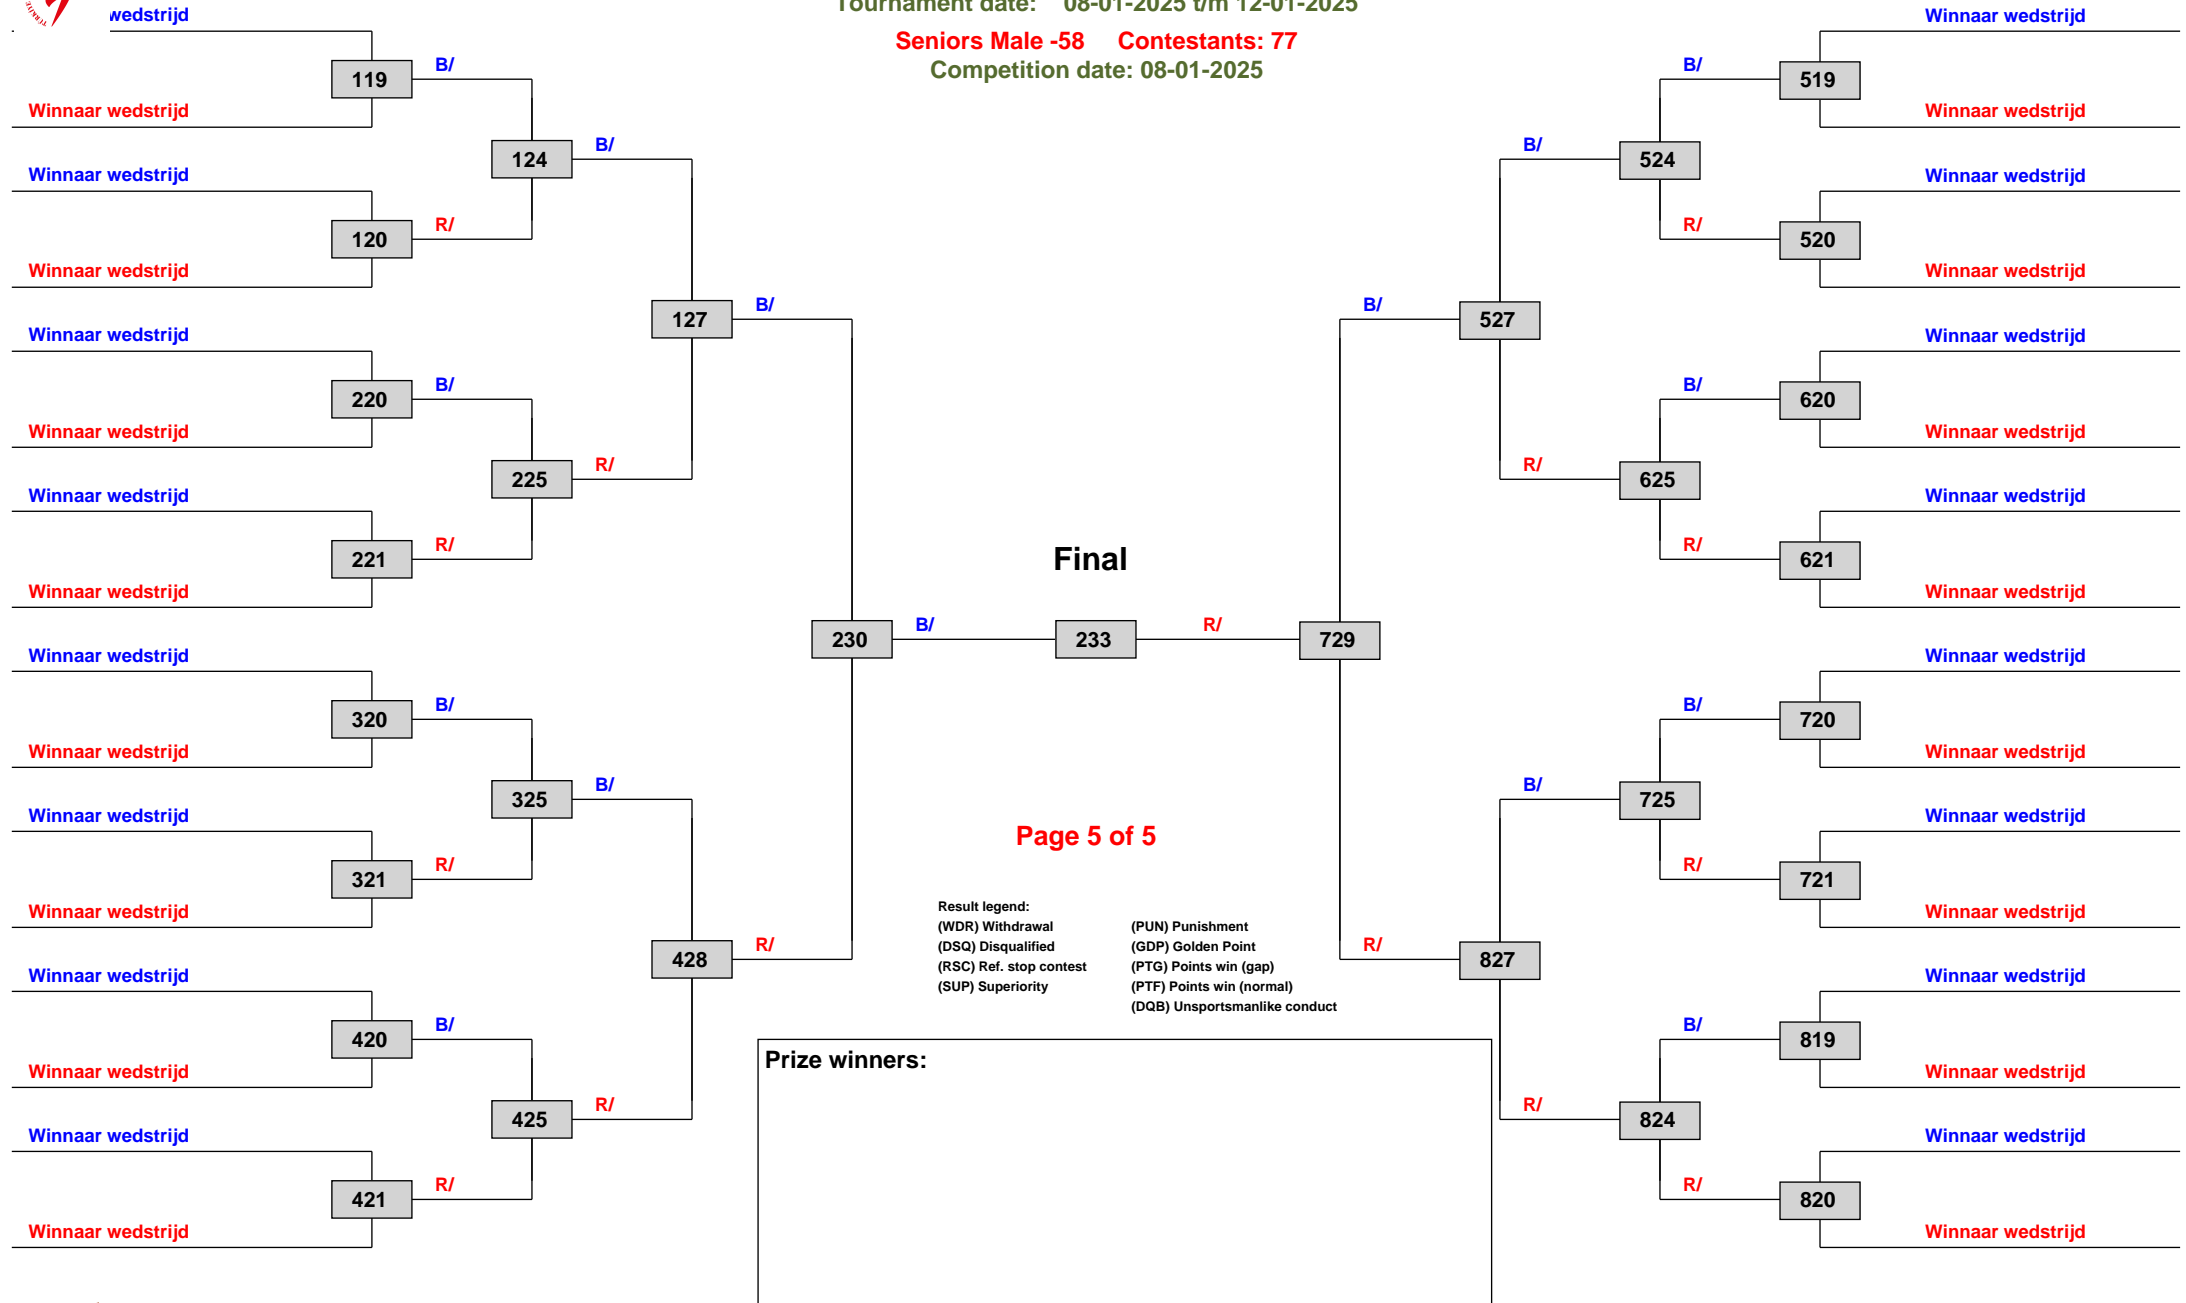 TÜRKİYE
wedstrijd
Tournament date: 08-01-2025 t/m 12-01-2025
Seniors Male -58 Contestants: 77
Competition date: 08-01-2025
119
B/
Winnaar wedstrijd
124
B/
Winnaar wedstrijd
120
R/
Winnaar wedstrijd
127
B/
Winnaar wedstrijd
220
B/
Winnaar wedstrijd
225
R/
Winnaar wedstrijd
221
R/
Winnaar wedstrijd
230
B/
Winnaar wedstrijd
320
B/
Winnaar wedstrijd
325
B/
Winnaar wedstrijd
321
R/
Winnaar wedstrijd
428
R/
Winnaar wedstrijd
420
B/
Winnaar wedstrijd
425
R/
Winnaar wedstrijd
421
R/
Winnaar wedstrijd
Final
233
R/
729
Page 5 of 5
Result legend:
(WDR) Withdrawal
(DSQ) Disqualified
(RSC) Ref. stop contest
(SUP) Superiority
(PUN) Punishment
(GDP) Golden Point
(PTG) Points win (gap)
(PTF) Points win (normal)
(DQB) Unsportsmanlike conduct
Prize winners:
Winnaar wedstrijd
B/
519
Winnaar wedstrijd
B/
524
Winnaar wedstrijd
R/
520
Winnaar wedstrijd
B/
527
Winnaar wedstrijd
B/
620
Winnaar wedstrijd
R/
625
Winnaar wedstrijd
R/
621
Winnaar wedstrijd
Winnaar wedstrijd
B/
720
Winnaar wedstrijd
B/
725
Winnaar wedstrijd
R/
721
Winnaar wedstrijd
R/
827
Winnaar wedstrijd
B/
819
Winnaar wedstrijd
R/
824
Winnaar wedstrijd
R/
820
Winnaar wedstrijd